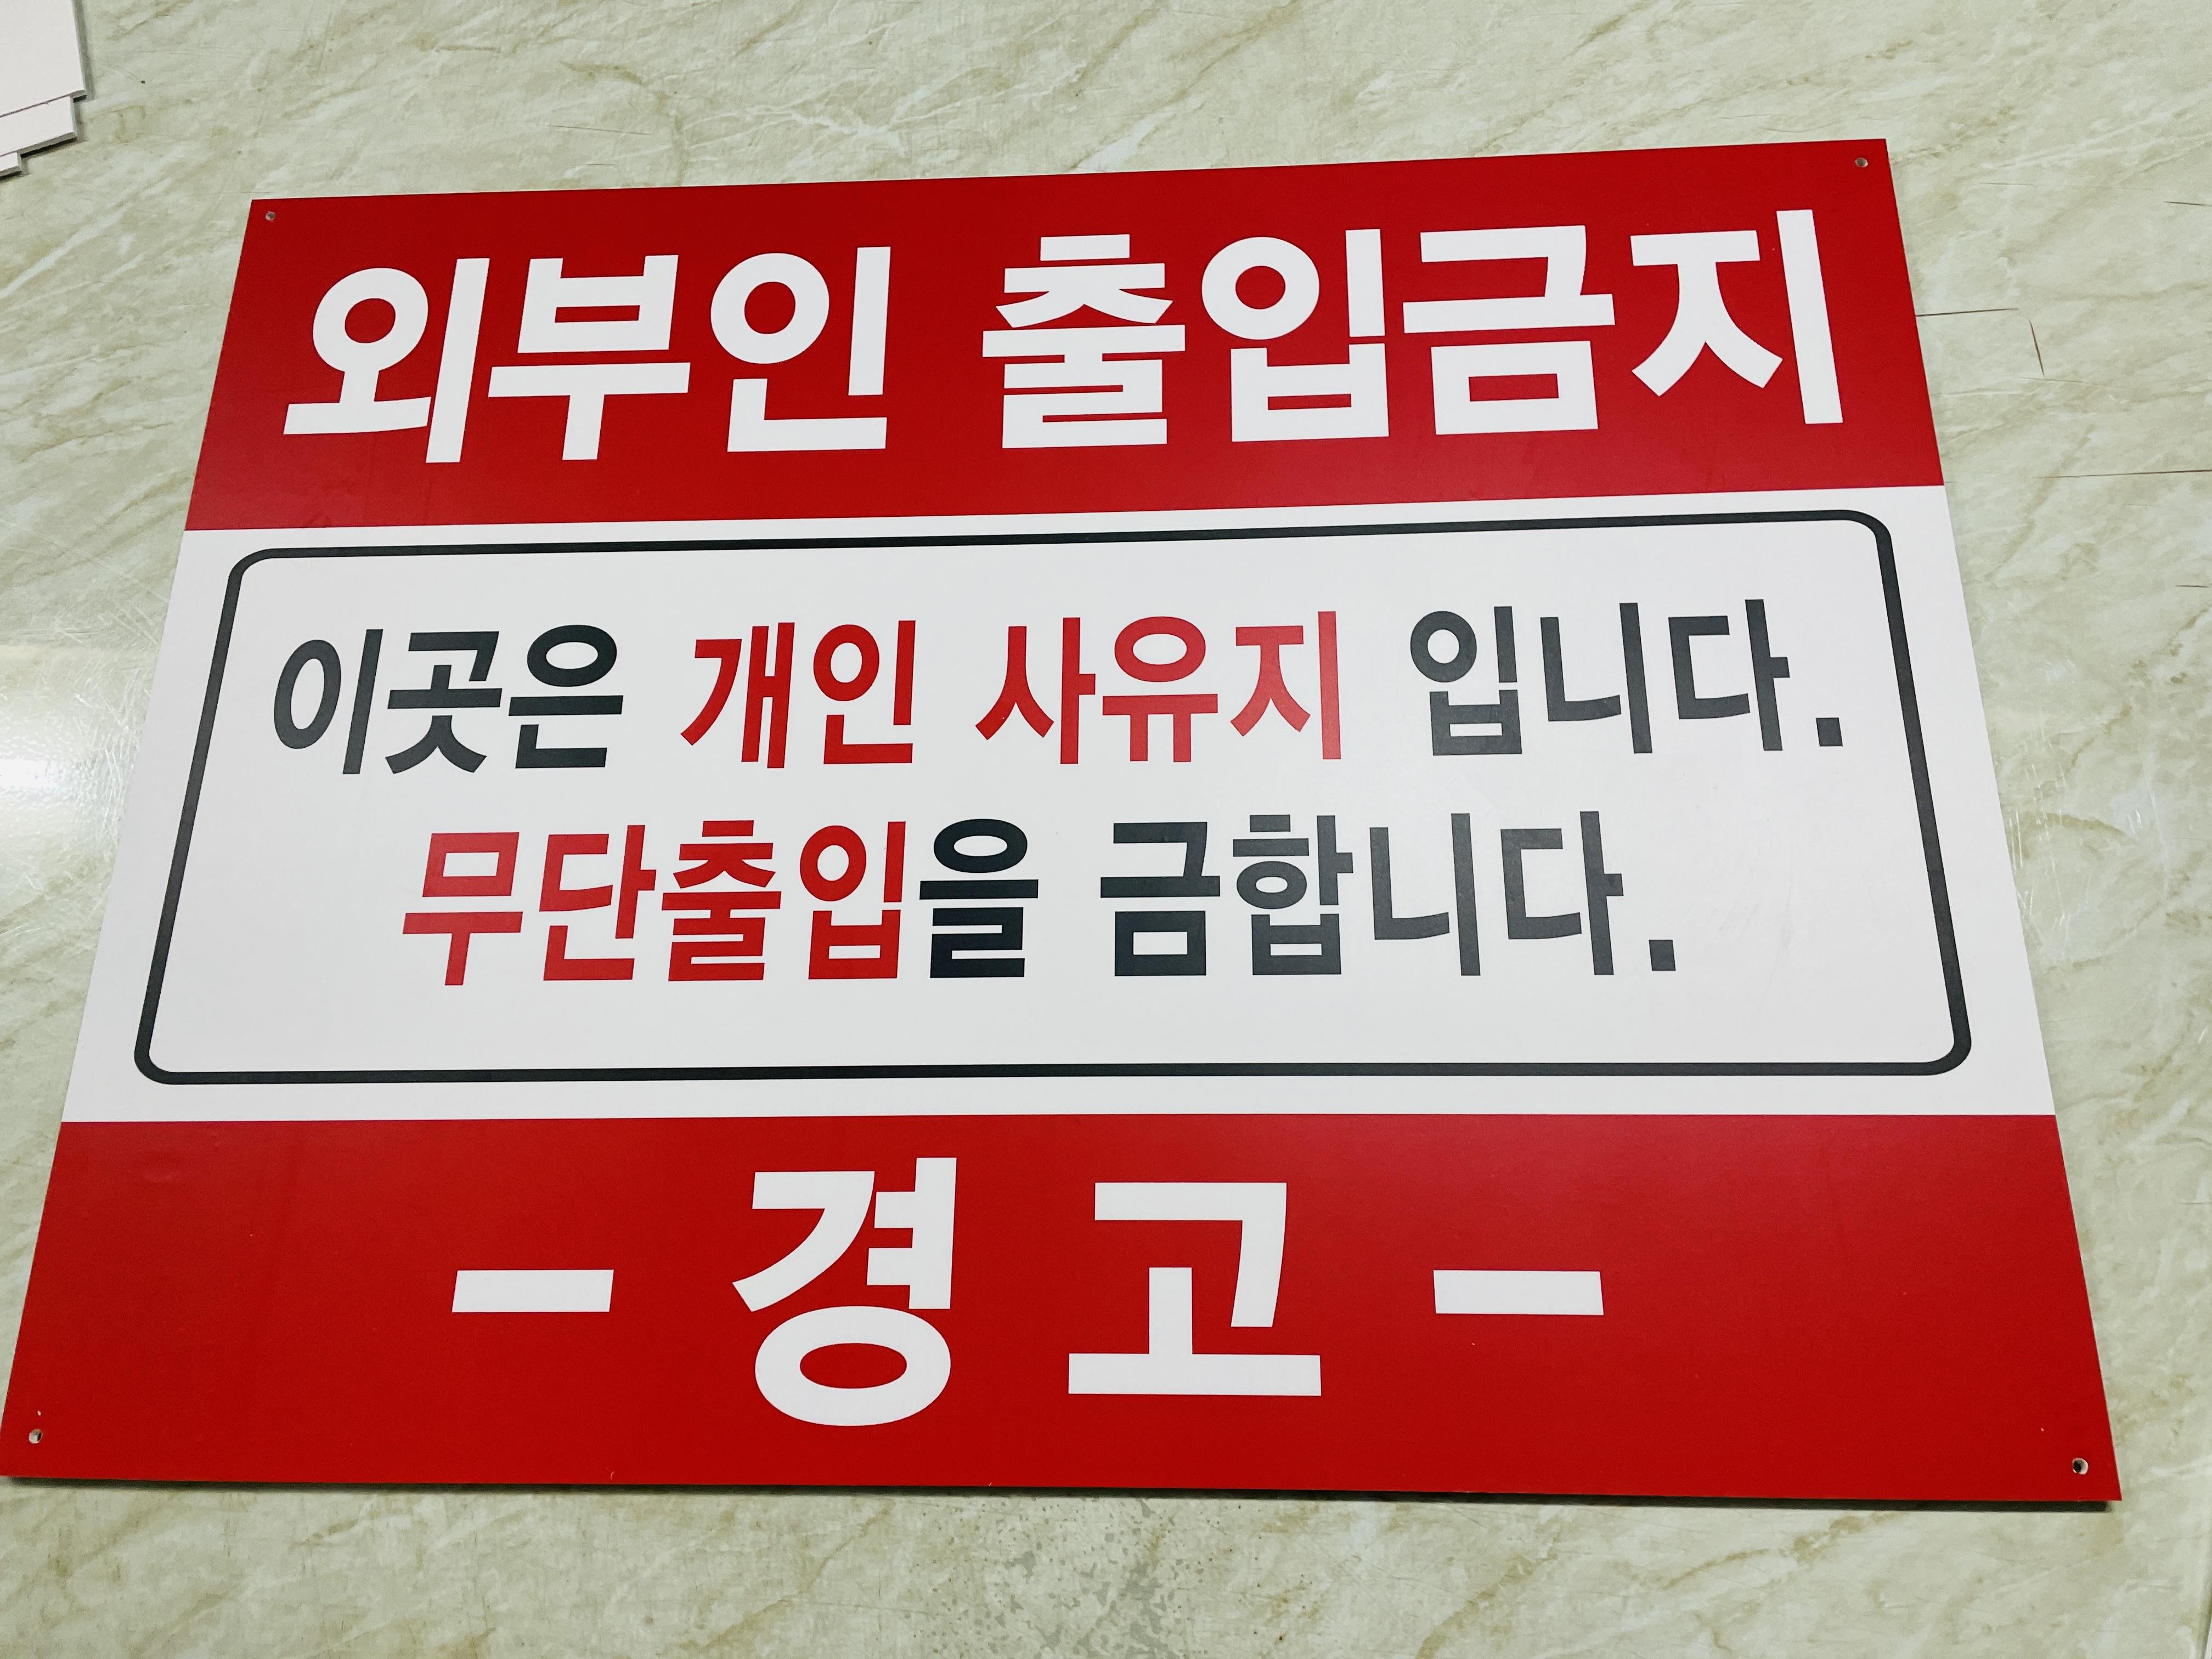 외부인 출입금지
이곳은 개인 사유지 입니다.
무단출입을 금합니다.
- 경 고 -